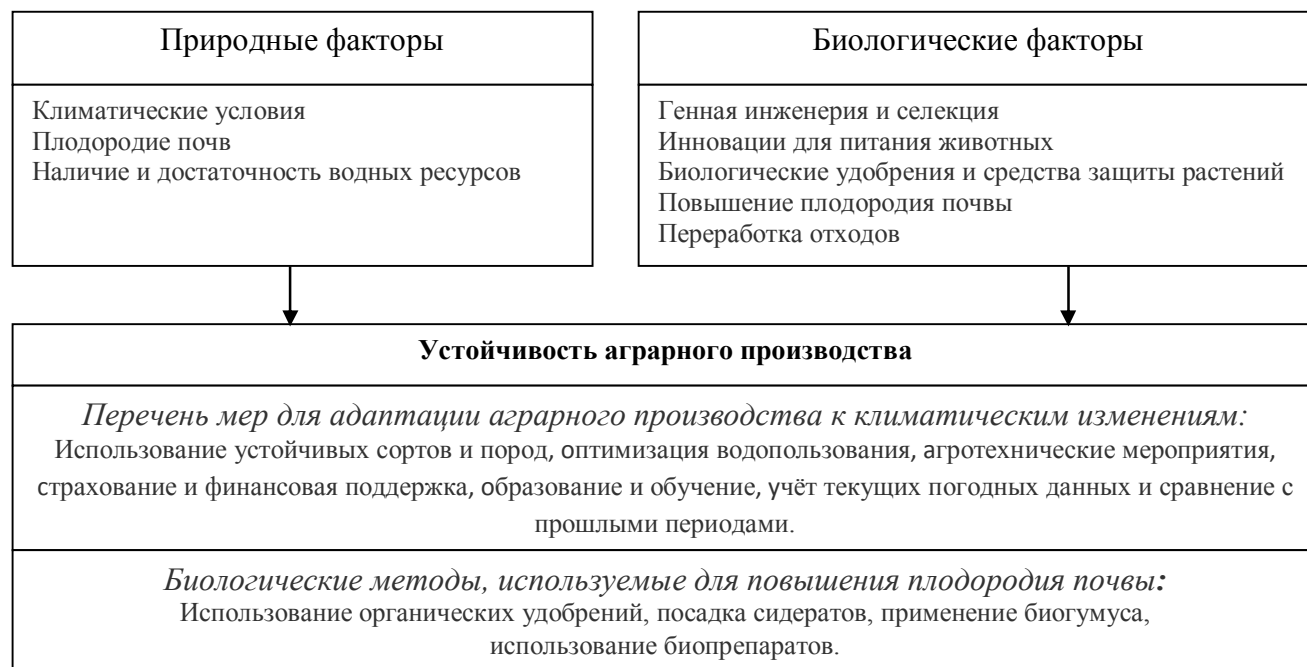 Природные факторы
Климатические условия
Плодородие почв
Наличие и достаточность водных ресурсов
Биологические факторы
Генная инженерия и селекция
Инновации для питания животных
Биологические удобрения и средства защиты растений
Повышение плодородия почвы
Переработка отходов
Устойчивость аграрного производства
Перечень мер для адаптации аграрного производства к климатическим изменениям:
Использование устойчивых сортов и пород, оптимизация водопользования, агротехнические мероприятия,
страхование и финансовая поддержка, образование и обучение, учёт текущих погодных данных и сравнение с
прошлыми периодами.
Биологические методы, используемые для повышения плодородия почвы:
Использование органических удобрений, посадка сидератов, применение биогумуса,
использование биопрепаратов.